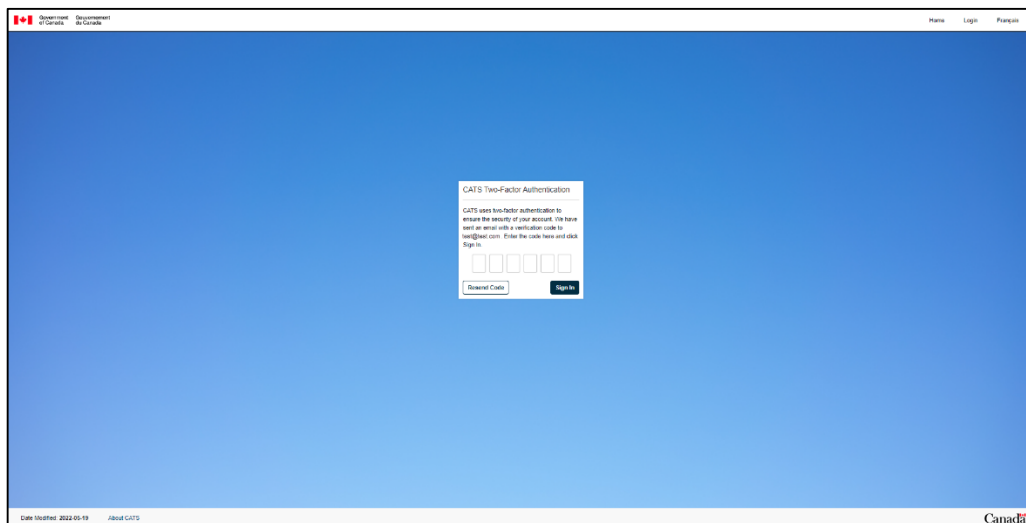 Government Gouvernement
of Canada du Canada
Home Login Français
CATS Two-Factor Authentication
CATS uses two-factor authentication to
ensure the security of your account. We have
sent an email with a verification code to
test@test.com. Enter the code here and click
Sign In.
Resend Code Sign In
Date Modified: 2022-05-19 About CATS
Canada